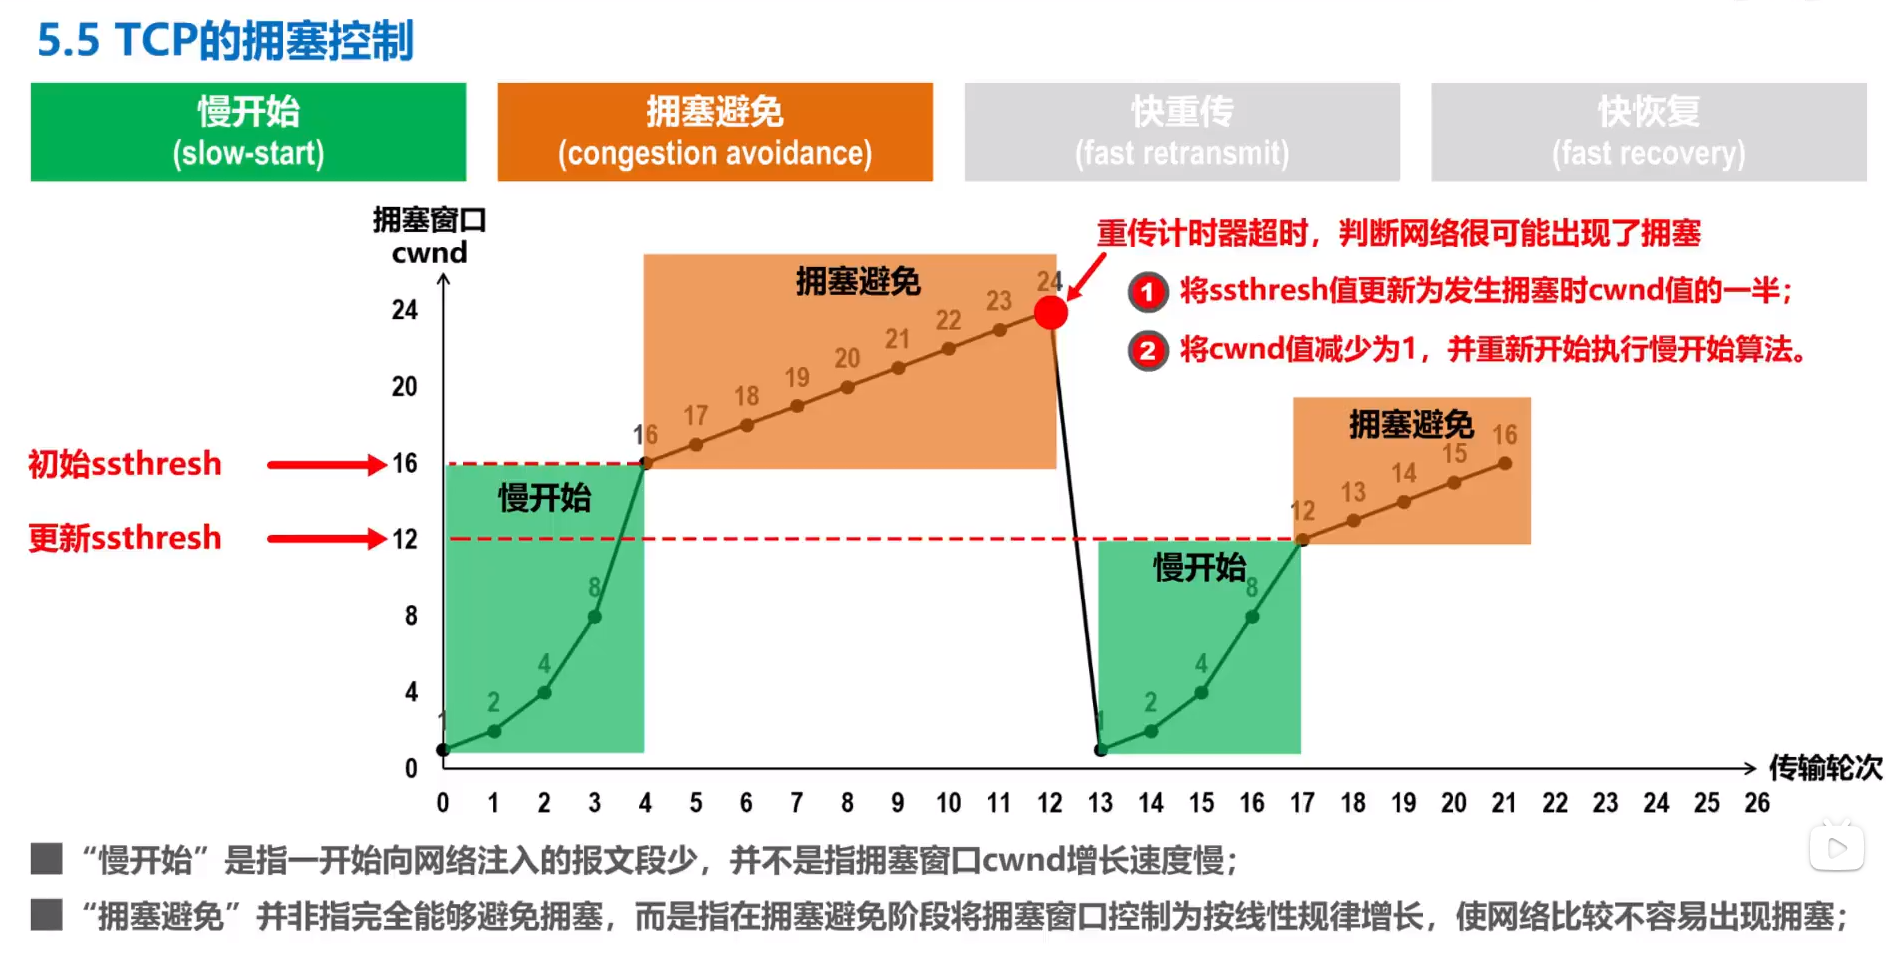 5.5 TCP的拥塞控制
慢开始
(slow-start)
拥塞避免
(congestion avoidance)
快重传
(fast retransmit)
快恢复
(fast recovery)
拥塞窗口
cwnd
重传计时器超时，判断网络很可能出现了拥塞
1 将ssthresh值更新为发生拥塞时cwnd值的一半；
2 将cwnd值减少为1，并重新开始执行慢开始算法。
拥塞避免
24
23
22
21
20
19
18
17
16
24
20
初始ssthresh
16
更新ssthresh
12
8
4
0
慢开始
1
2
4
8
慢开始
1
2
4
8
拥塞避免
12
13
14
15
16
传输轮次
0 1 2 3 4 5 6 7 8 9 10 11 12 13 14 15 16 17 18 19 20 21 22 23 24 25 26
“慢开始”是指一开始向网络注入的报文段少，并不是指拥塞窗口cwnd增长速度慢；
“拥塞避免”并非指完全能够避免拥塞，而是指在拥塞避免阶段将拥塞窗口控制为按线性规律增长，使网络比较不容易出现拥塞；